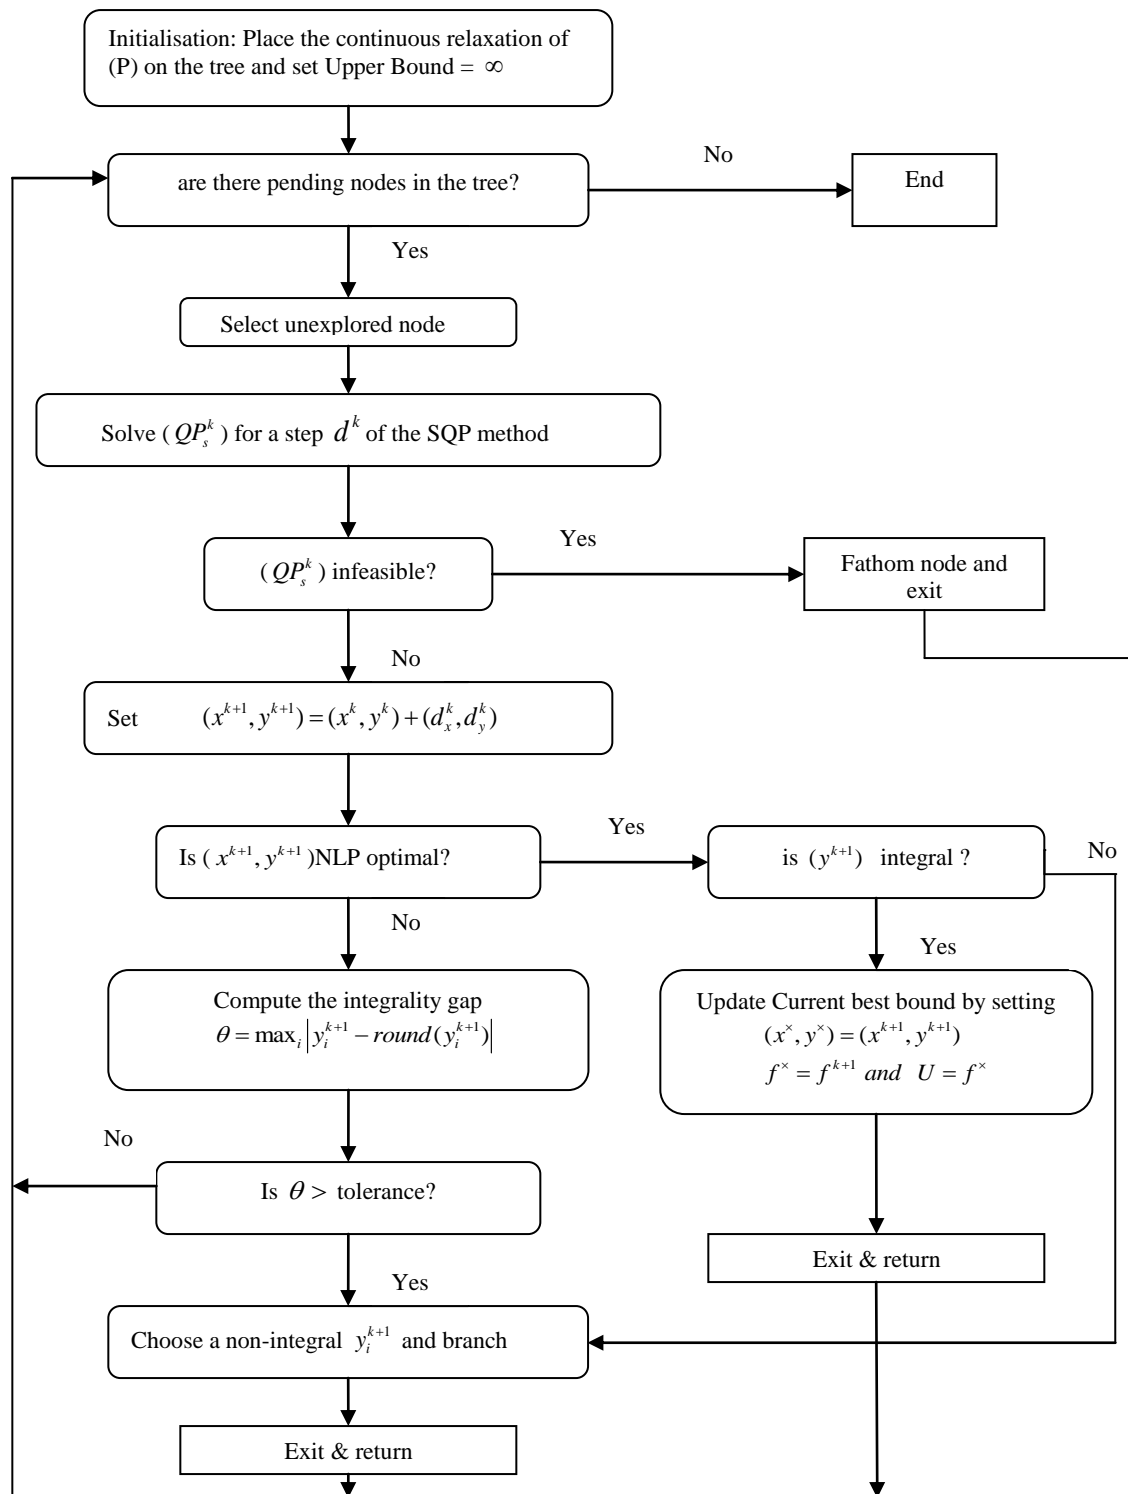 Initialisation: Place the continuous relaxation of
(P) on the tree and set Upper Bound = ∞
are there pending nodes in the tree?
No
End
Yes
Select unexplored node
Solve ( QP_s^k ) for a step d^k of the SQP method
( QP_s^k ) infeasible?
Yes
Fathom node and
exit
No
Set (x^{k+1}, y^{k+1}) = (x^k, y^k) + (d_x^k, d_y^k)
Is ( x^{k+1}, y^{k+1} )NLP optimal?
Yes
is (y^{k+1}) integral ?
No
No
Yes
Compute the integrality gap
θ = max_i |y_i^{k+1} − round(y_i^{k+1})|
Update Current best bound by setting
(x^×, y^×) = (x^{k+1}, y^{k+1})
f^× = f^{k+1} and U = f^×
No
Is θ > tolerance?
Exit & return
Yes
Choose a non-integral y_i^{k+1} and branch
Exit & return